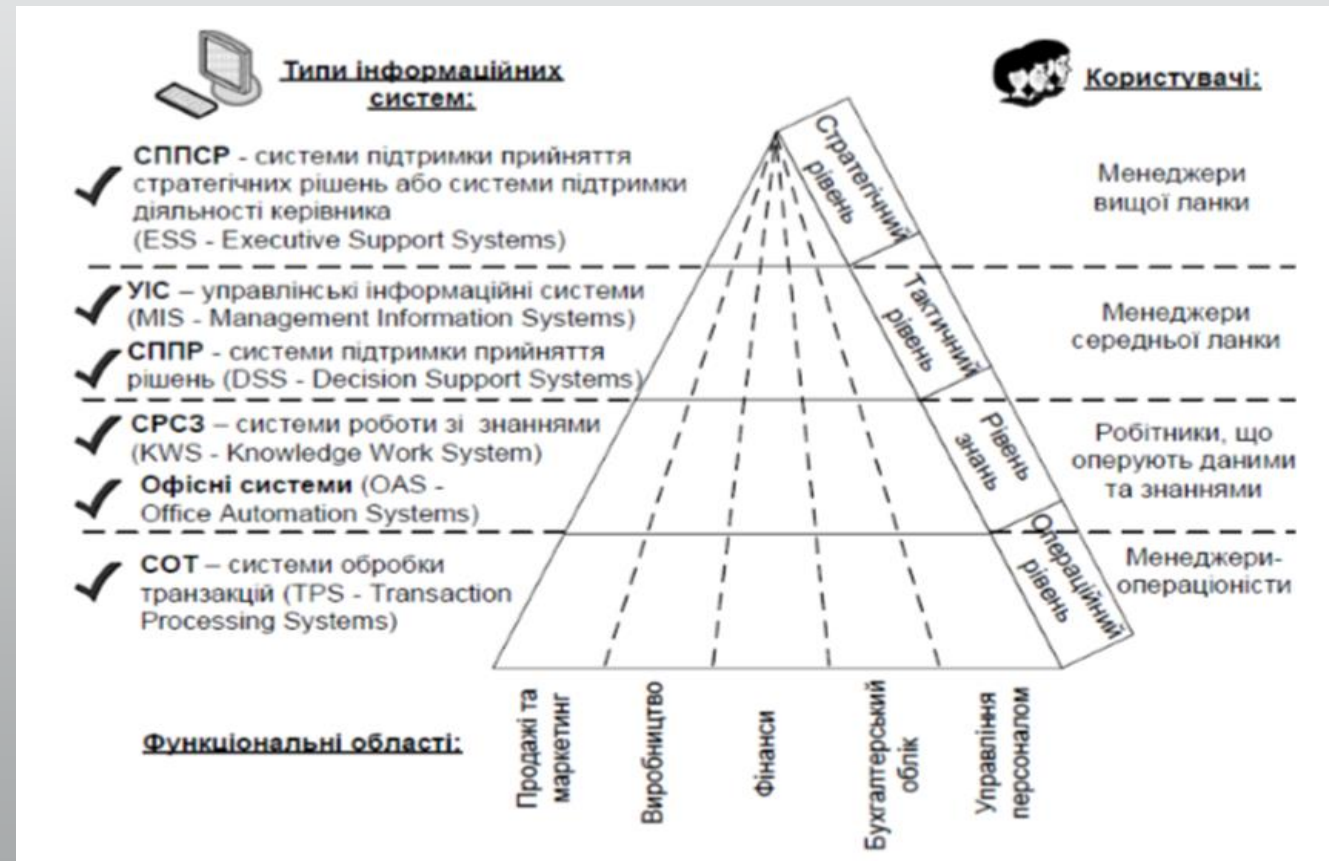 Типи інформаційних
систем:
Користувачі:
СППСР - системи підтримки прийняття
стратегічних рішень або системи підтримки
діяльності керівника
(ESS - Executive Support Systems)
Стратегічний
рівень
Менеджери
вищої ланки
УІС – управлінські інформаційні системи
(MIS - Management Information Systems)
СППР - системи підтримки прийняття
рішень (DSS - Decision Support Systems)
Тактичний
рівень
Менеджери
середньої ланки
СРСЗ – системи роботи зі знаннями
(KWS - Knowledge Work System)
Офісні системи (OAS -
Office Automation Systems)
Рівень
знань
Робітники, що
оперують даними
та знаннями
СОТ – системи обробки
транзакцій (TPS - Transaction
Processing Systems)
Операційний
рівень
Менеджери-
операціоністи
Функціональні області:
Продажі та
маркетинг
Виробництво
Фінанси
Бухгалтерський
облік
Управління
персоналом